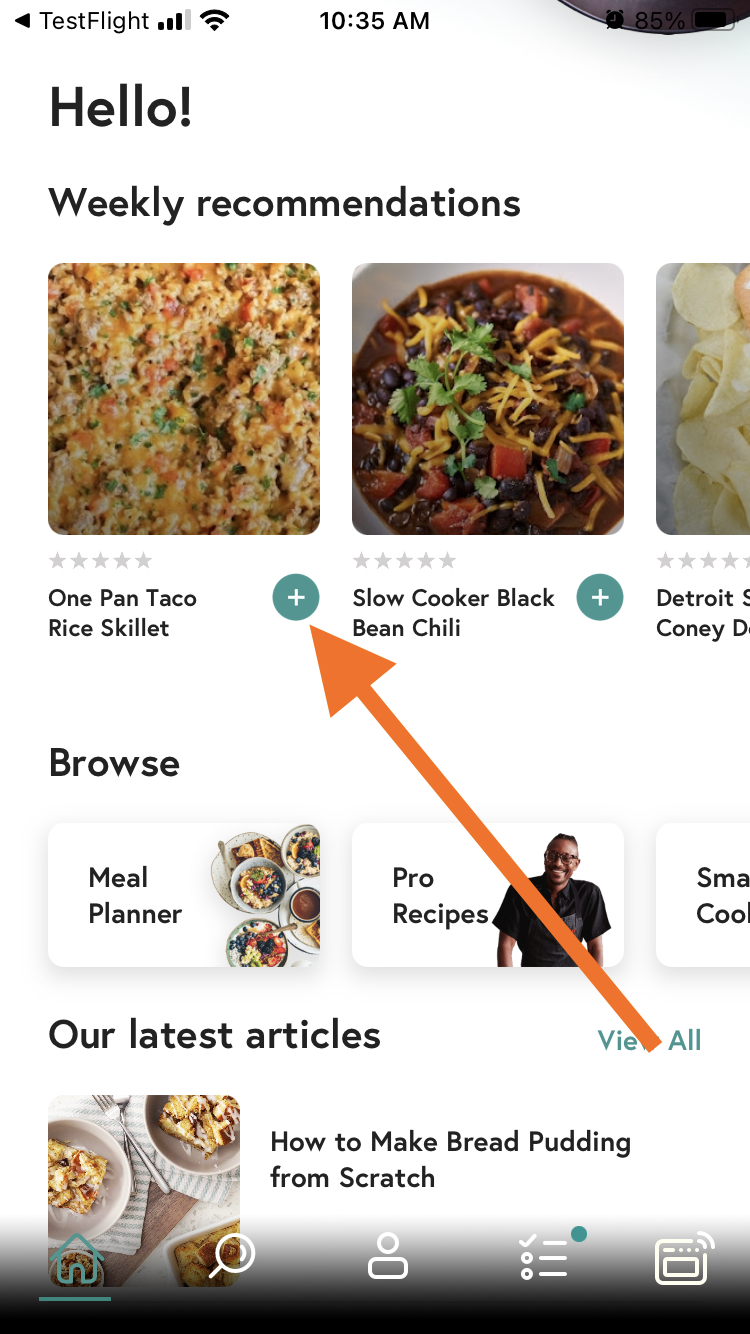 TestFlight
10:35 AM
85%
Hello!
Weekly recommendations
One Pan Taco
Rice Skillet
Slow Cooker Black
Bean Chili
Detroit S
Coney D
Browse
Meal
Planner
Pro
Recipes
Sma
Cool
Our latest articles
View All
How to Make Bread Pudding
from Scratch